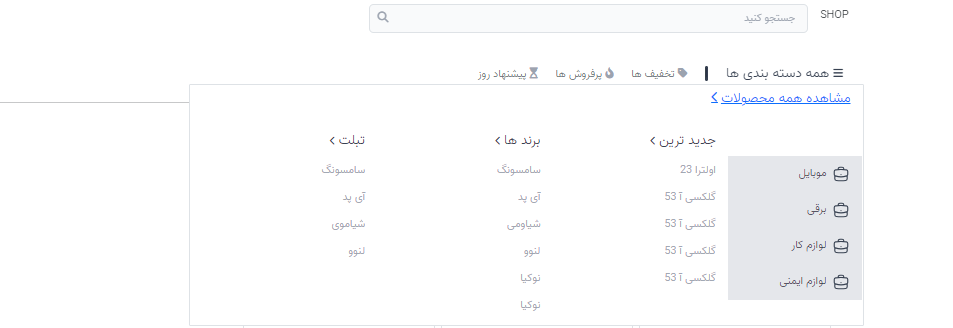 SHOP
جستجو کنید
همه دسته بندی ها
تخفیف ها
پرفروش ها
پیشنهاد روز
مشاهده همه محصولات
موبایل
برقی
لوازم کار
لوازم ایمنی
جدید ترین
اولترا 23
گلکسی آ 53
گلکسی آ 53
گلکسی آ 53
گلکسی آ 53
برند ها
سامسونگ
آی پد
شیاومی
لنوو
نوکیا
نوکیا
تبلت
سامسونگ
آی پد
شیاموی
لنوو